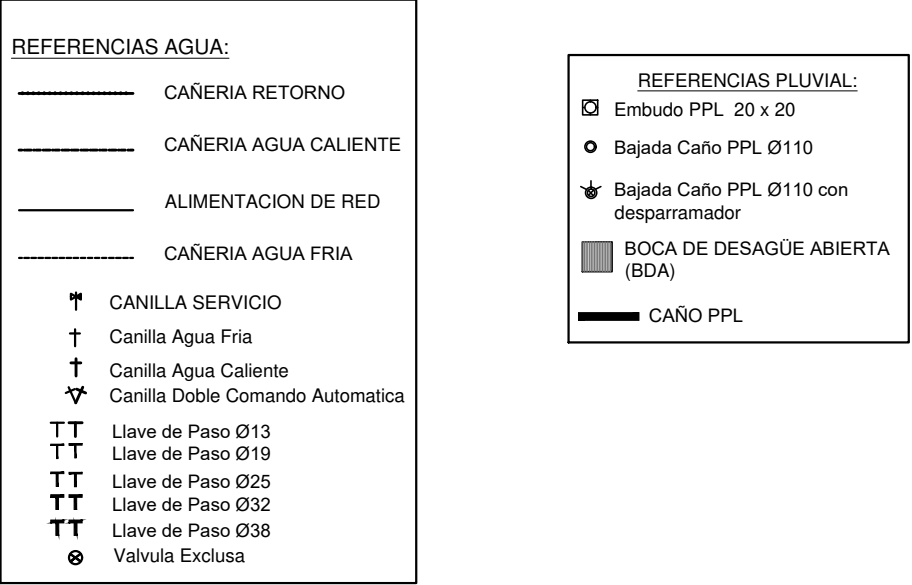 REFERENCIAS AGUA:
CAÑERIA RETORNO
CAÑERIA AGUA CALIENTE
ALIMENTACION DE RED
CAÑERIA AGUA FRIA
CANILLA SERVICIO
Canilla Agua Fria
Canilla Agua Caliente
Canilla Doble Comando Automatica
Llave de Paso Ø13
Llave de Paso Ø19
Llave de Paso Ø25
Llave de Paso Ø32
Llave de Paso Ø38
Valvula Exclusa
REFERENCIAS PLUVIAL:
Embudo PPL 20 x 20
Bajada Caño PPL Ø110
Bajada Caño PPL Ø110 con
desparramador
BOCA DE DESAGÜE ABIERTA
(BDA)
CAÑO PPL